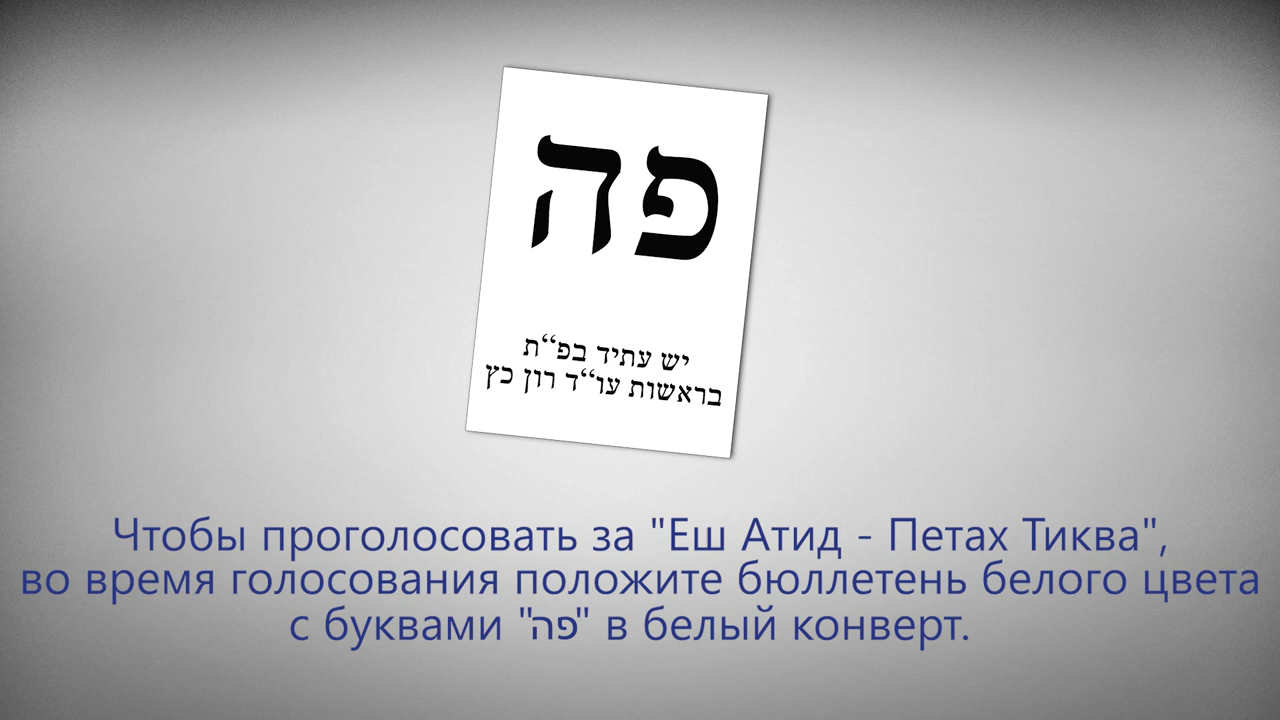 פה
יש עתיד בפ“ת
בראשות עו“ד רון כץ
Чтобы проголосовать за "Еш Атид - Петах Тиква",
во время голосования положите бюллетень белого цвета
с буквами "פה" в белый конверт.